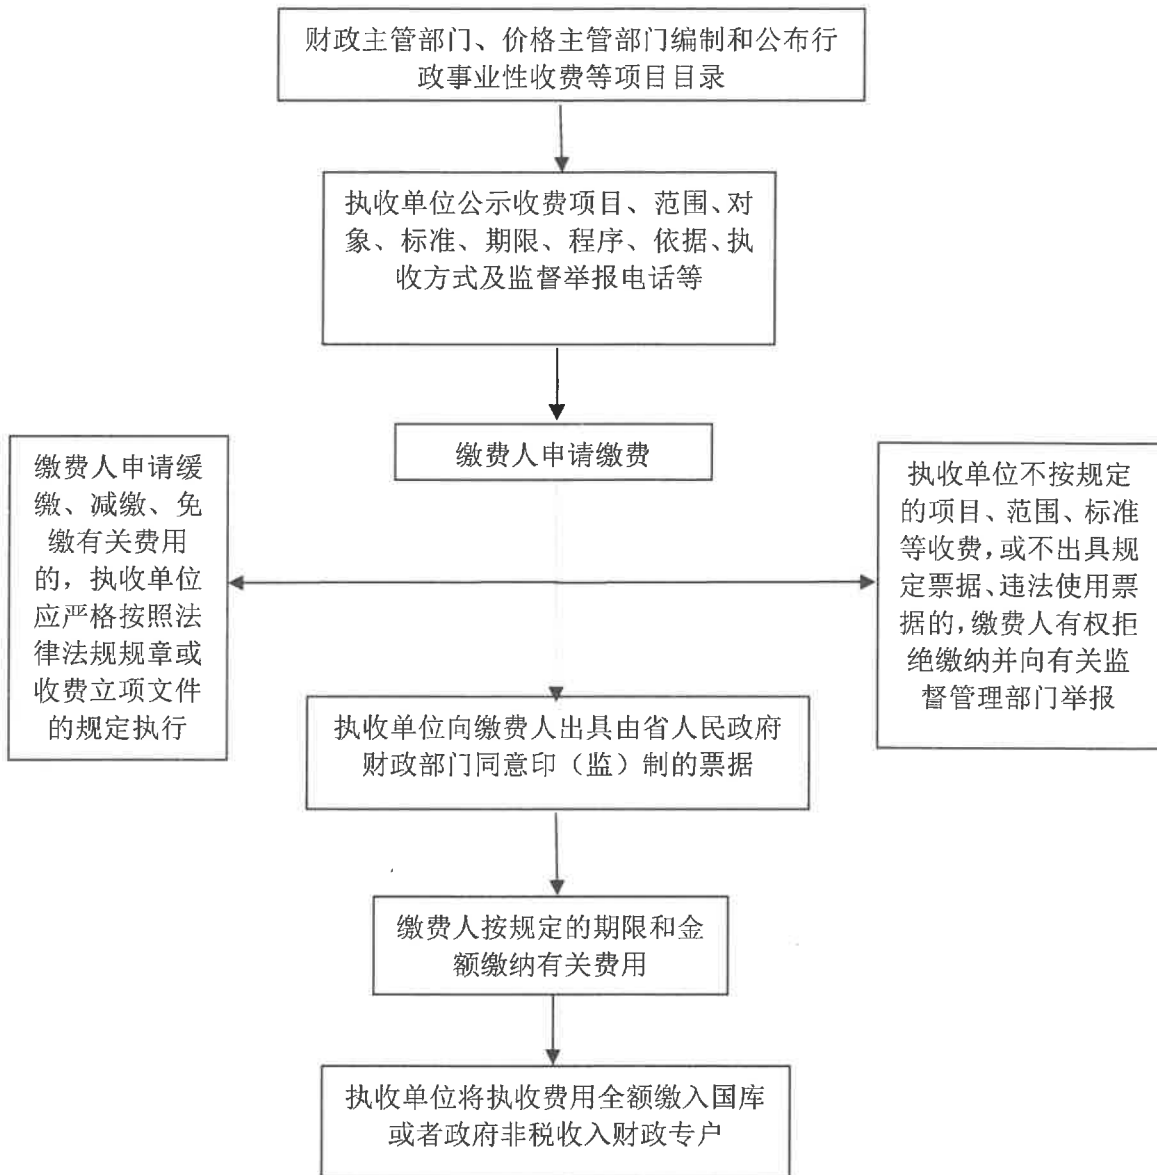 财政主管部门、价格主管部门编制和公布行
政事业性收费等项目目录
执收单位公示收费项目、范围、对
象、标准、期限、程序、依据、执
收方式及监督举报电话等
缴费人申请缴费
缴费人申请缓
缴、减缴、免
缴有关费用
的，执收单位
应严格按照法
律法规规章或
收费立项文件
的规定执行
执收单位不按规定
的项目、范围、标准
等收费，或不出具规
定票据、违法使用票
据的，缴费人有权拒
绝缴纳并向有关监
督管理部门举报
执收单位向缴费人出具由省人民政府
财政部门同意印（监）制的票据
缴费人按规定的期限和金
额缴纳有关费用
执收单位将执收费用全额缴入国库
或者政府非税收入财政专户